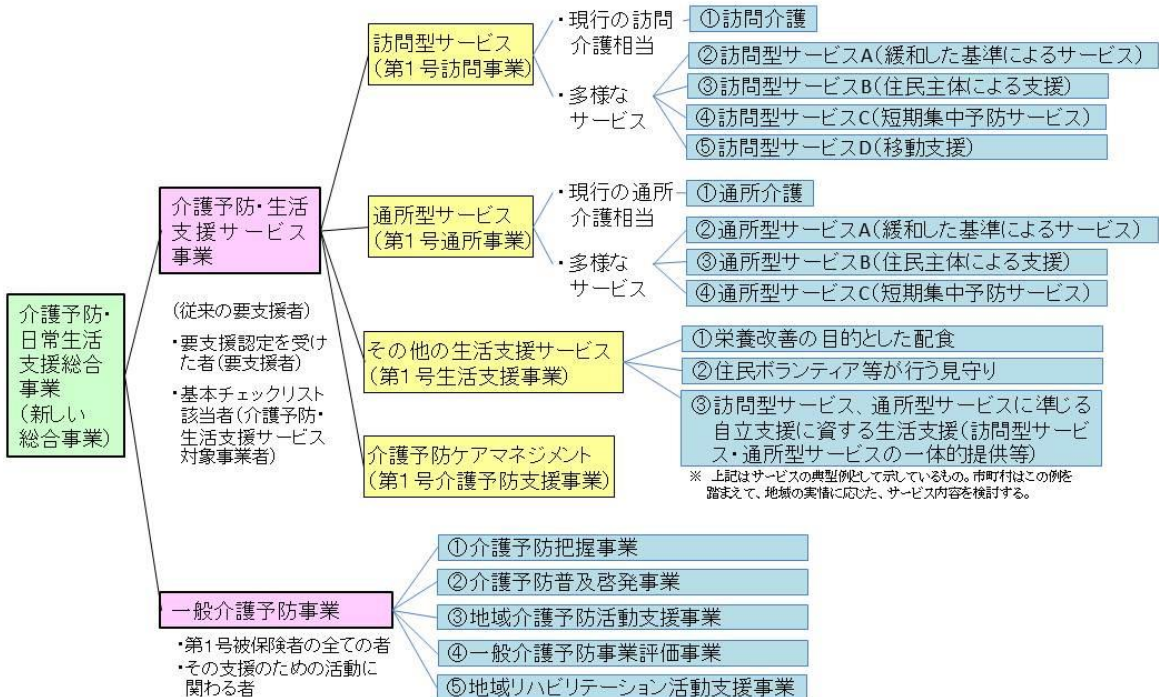 介護予防・
日常生活
支援総合
事業
(新しい
総合事業)
介護予防・生活
支援サービス
事業
(従来の要支援者)
・要支援認定を受け
た者(要支援者)
・基本チェックリスト
該当者(介護予防・
生活支援サービス
対象事業者)
訪問型サービス
(第1号訪問事業)
・現行の訪問
介護相当
①訪問介護
・多様な
サービス
②訪問型サービスA(緩和した基準によるサービス)
③訪問型サービスB(住民主体による支援)
④訪問型サービスC(短期集中予防サービス)
⑤訪問型サービスD(移動支援)
通所型サービス
(第1号通所事業)
・現行の通所
介護相当
①通所介護
・多様な
サービス
②通所型サービスA(緩和した基準によるサービス)
③通所型サービスB(住民主体による支援)
④通所型サービスC(短期集中予防サービス)
その他の生活支援サービス
(第1号生活支援事業)
①栄養改善の目的とした配食
②住民ボランティア等が行う見守り
③訪問型サービス、通所型サービスに準じる
自立支援に資する生活支援(訪問型サービ
ス・通所型サービスの一体的提供等)
※ 上記はサービスの典型例として示しているもの。市町村はこの例を
踏まえて、地域の実情に応じた、サービス内容を検討する。
介護予防ケアマネジメント
(第1号介護予防支援事業)
一般介護予防事業
・第1号被保険者の全ての者
・その支援のための活動に
関わる者
①介護予防把握事業
②介護予防普及啓発事業
③地域介護予防活動支援事業
④一般介護予防事業評価事業
⑤地域リハビリテーション活動支援事業